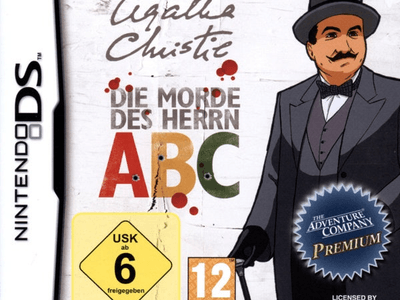 NINTENDO DS
Agatha
Christie
DIE MORDE
DES HERRN
ABC
USK
ab
6
freigegeben
12
THE
ADVENTURE
COMPANY
PREMIUM
LICENSED BY